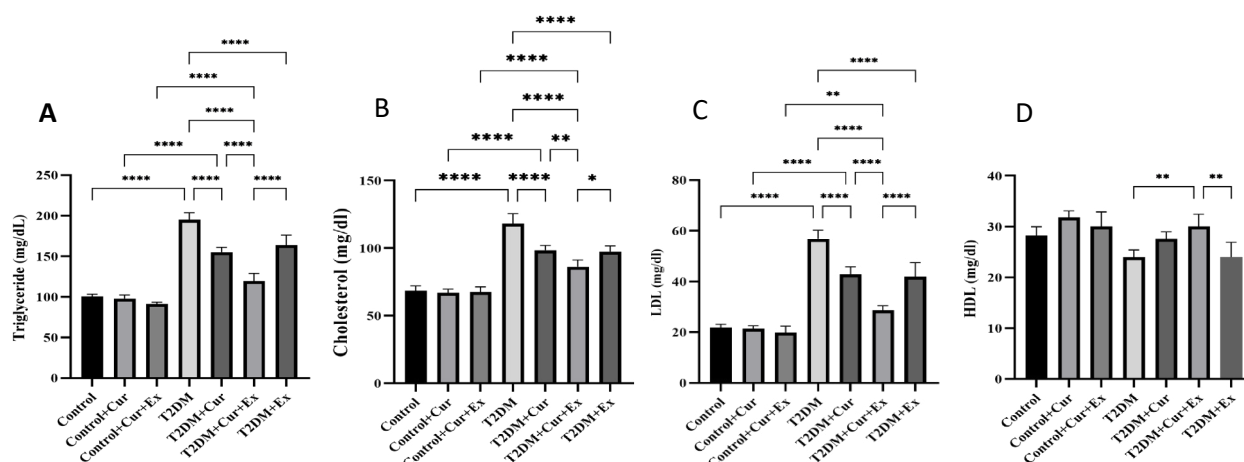 A
Triglyceride (mg/dL)
250
200
150
100
50
0
****
****
****
****
****
****
****
****
Control
Control+Cur
Control+Cur+Ex
T2DM
T2DM+Cur
T2DM+Cur+Ex
T2DM+Ex
B
Cholesterol (mg/dl)
150
100
50
0
****
****
****
****
**
****
****
*
Control
Control+Cur
Control+Cur+Ex
T2DM
T2DM+Cur
T2DM+Cur+Ex
T2DM+Ex
C
LDL (mg/dl)
80
60
40
20
0
****
**
****
****
****
****
****
****
Control
Control+Cur
Control+Cur+Ex
T2DM
T2DM+Cur
T2DM+Cur+Ex
T2DM+Ex
D
HDL (mg/dl)
40
30
20
10
0
**
**
Control
Control+Cur
Control+Cur+Ex
T2DM
T2DM+Cur
T2DM+Cur+Ex
T2DM+Ex